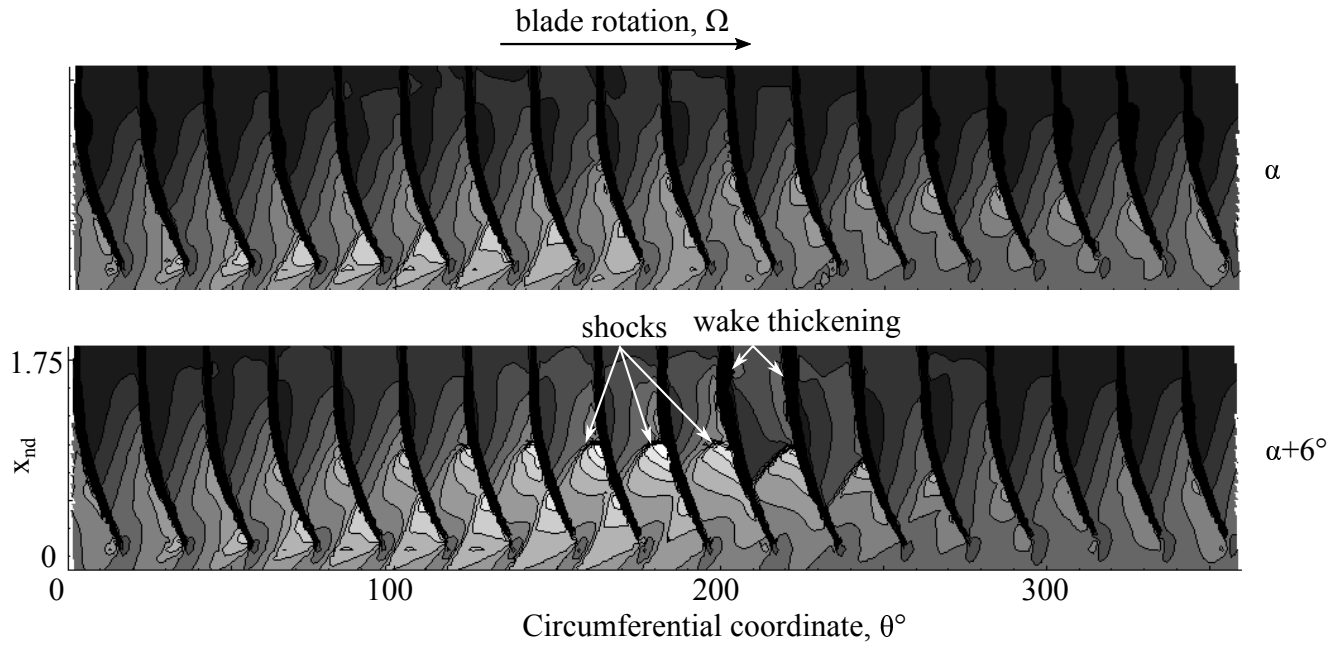 blade rotation, Ω
α
shocks
wake thickening
1.75
x_nd
α+6°
0
0 100 200 300
Circumferential coordinate, θ°